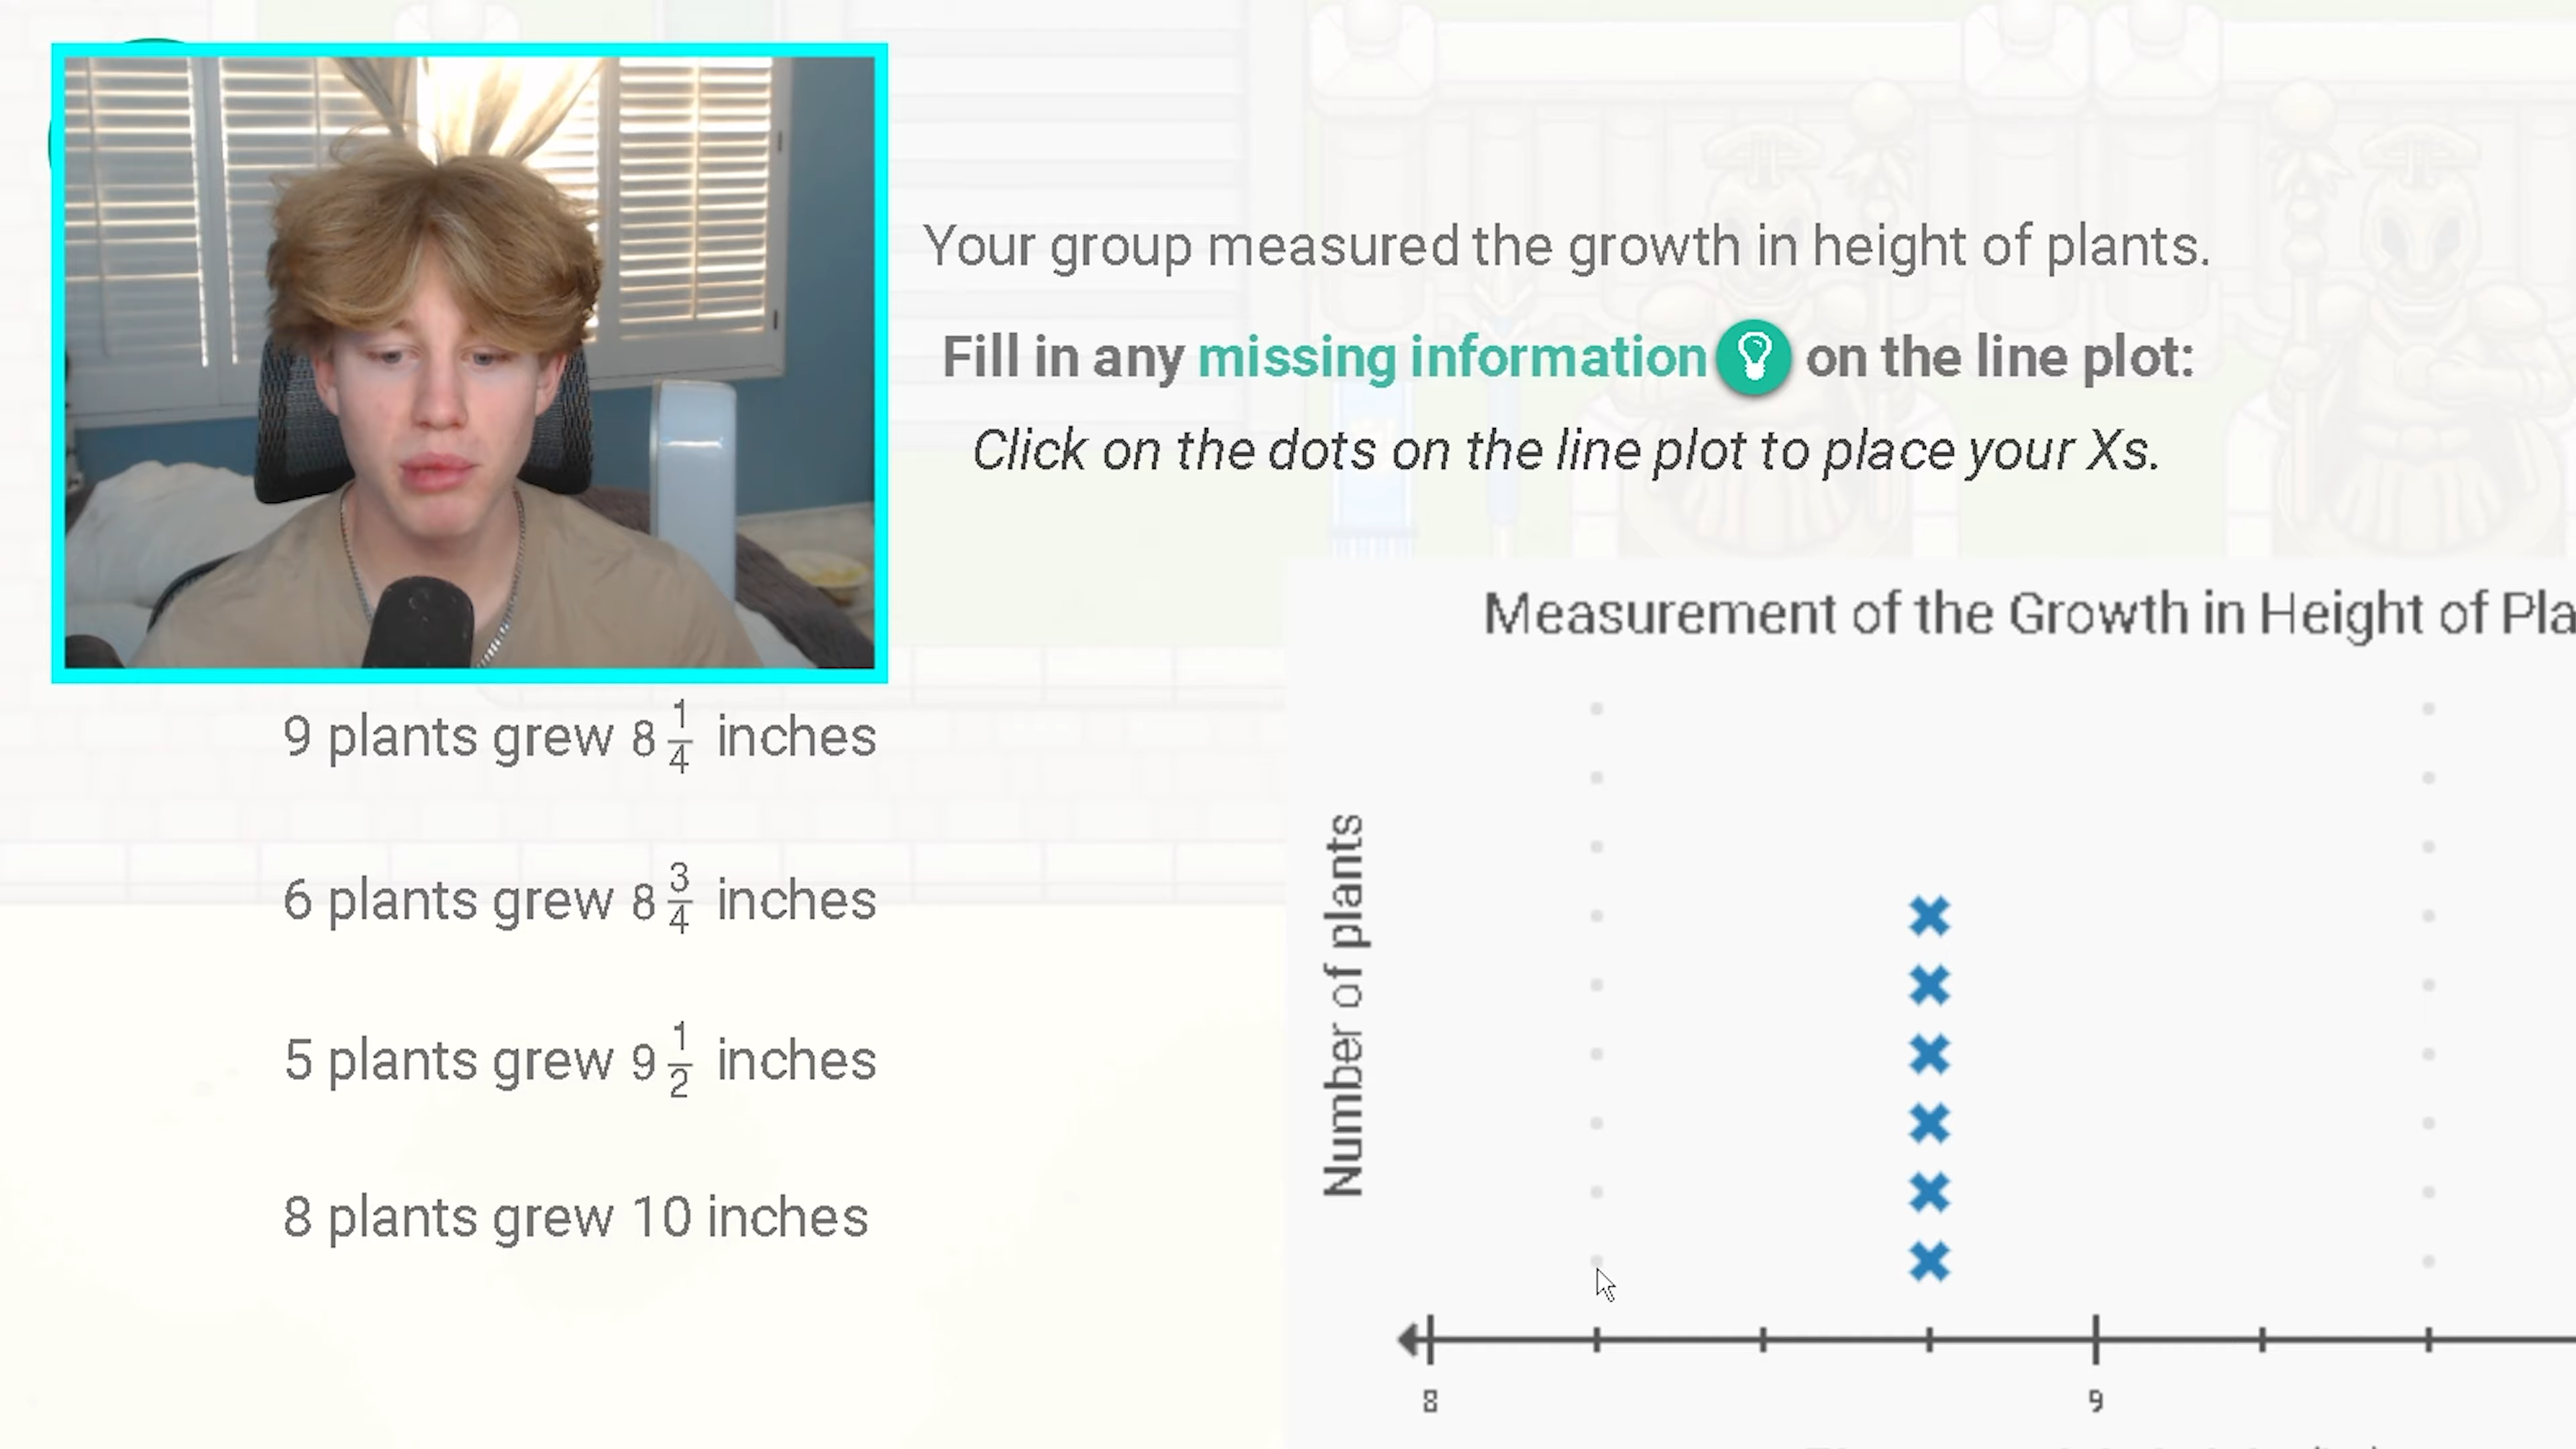 Your group measured the growth in height of plants.
Fill in any missing information on the line plot:
Click on the dots on the line plot to place your Xs.
9 plants grew 8 1/4 inches
6 plants grew 8 3/4 inches
5 plants grew 9 1/2 inches
8 plants grew 10 inches
Measurement of the Growth in Height of Pla
Number of plants
8 9